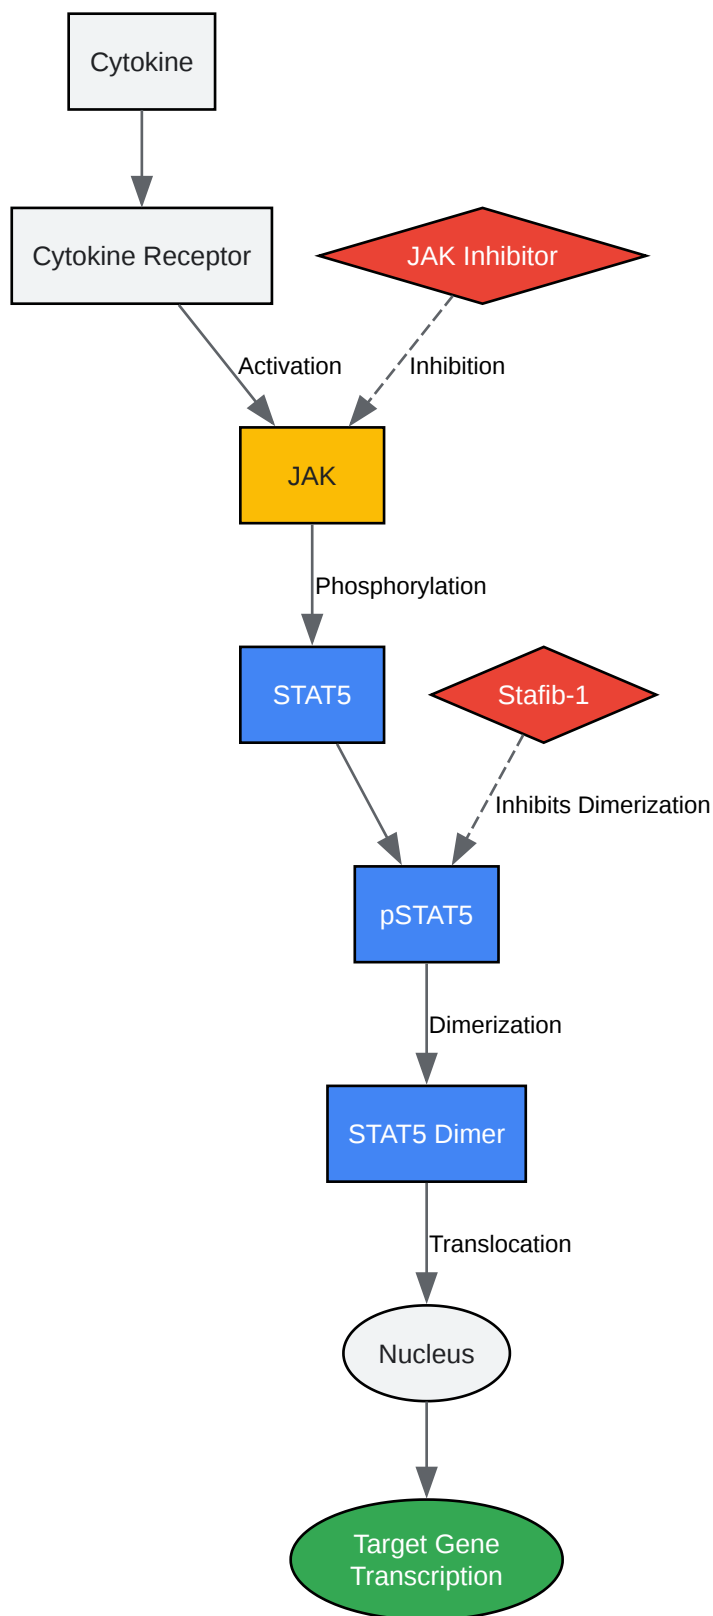 Cytokine
Cytokine Receptor
JAK Inhibitor
Activation
Inhibition
JAK
Phosphorylation
STAT5
Stafib-1
Inhibits Dimerization
pSTAT5
Dimerization
STAT5 Dimer
Translocation
Nucleus
Target Gene
Transcription